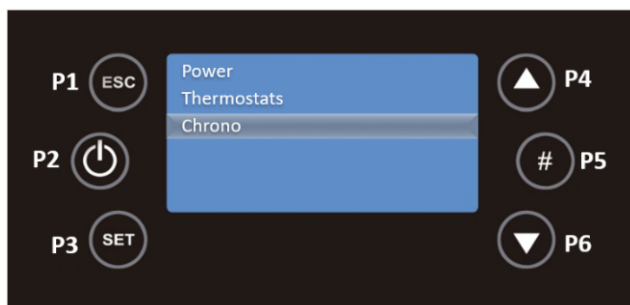 P1 ESC
Power
Thermostats
Chrono
P4
P2
# P5
P3 SET
P6